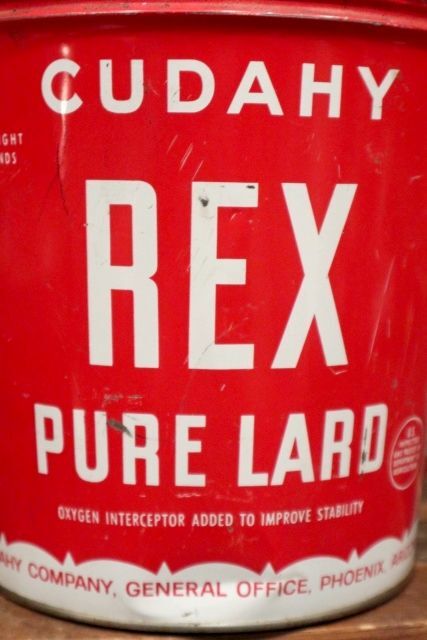 CUDAHY
REX
PURE LARD
OXYGEN INTERCEPTOR ADDED TO IMPROVE STABILITY
COMPANY, GENERAL OFFICE, PHOENIX,